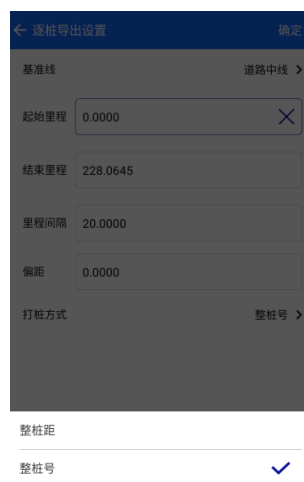 逐桩导出设置 确定
基准线 道路中线
起始里程 0.0000
结束里程 228.0645
里程间隔 20.0000
偏距 0.0000
打桩方式 整桩号
整桩距
整桩号